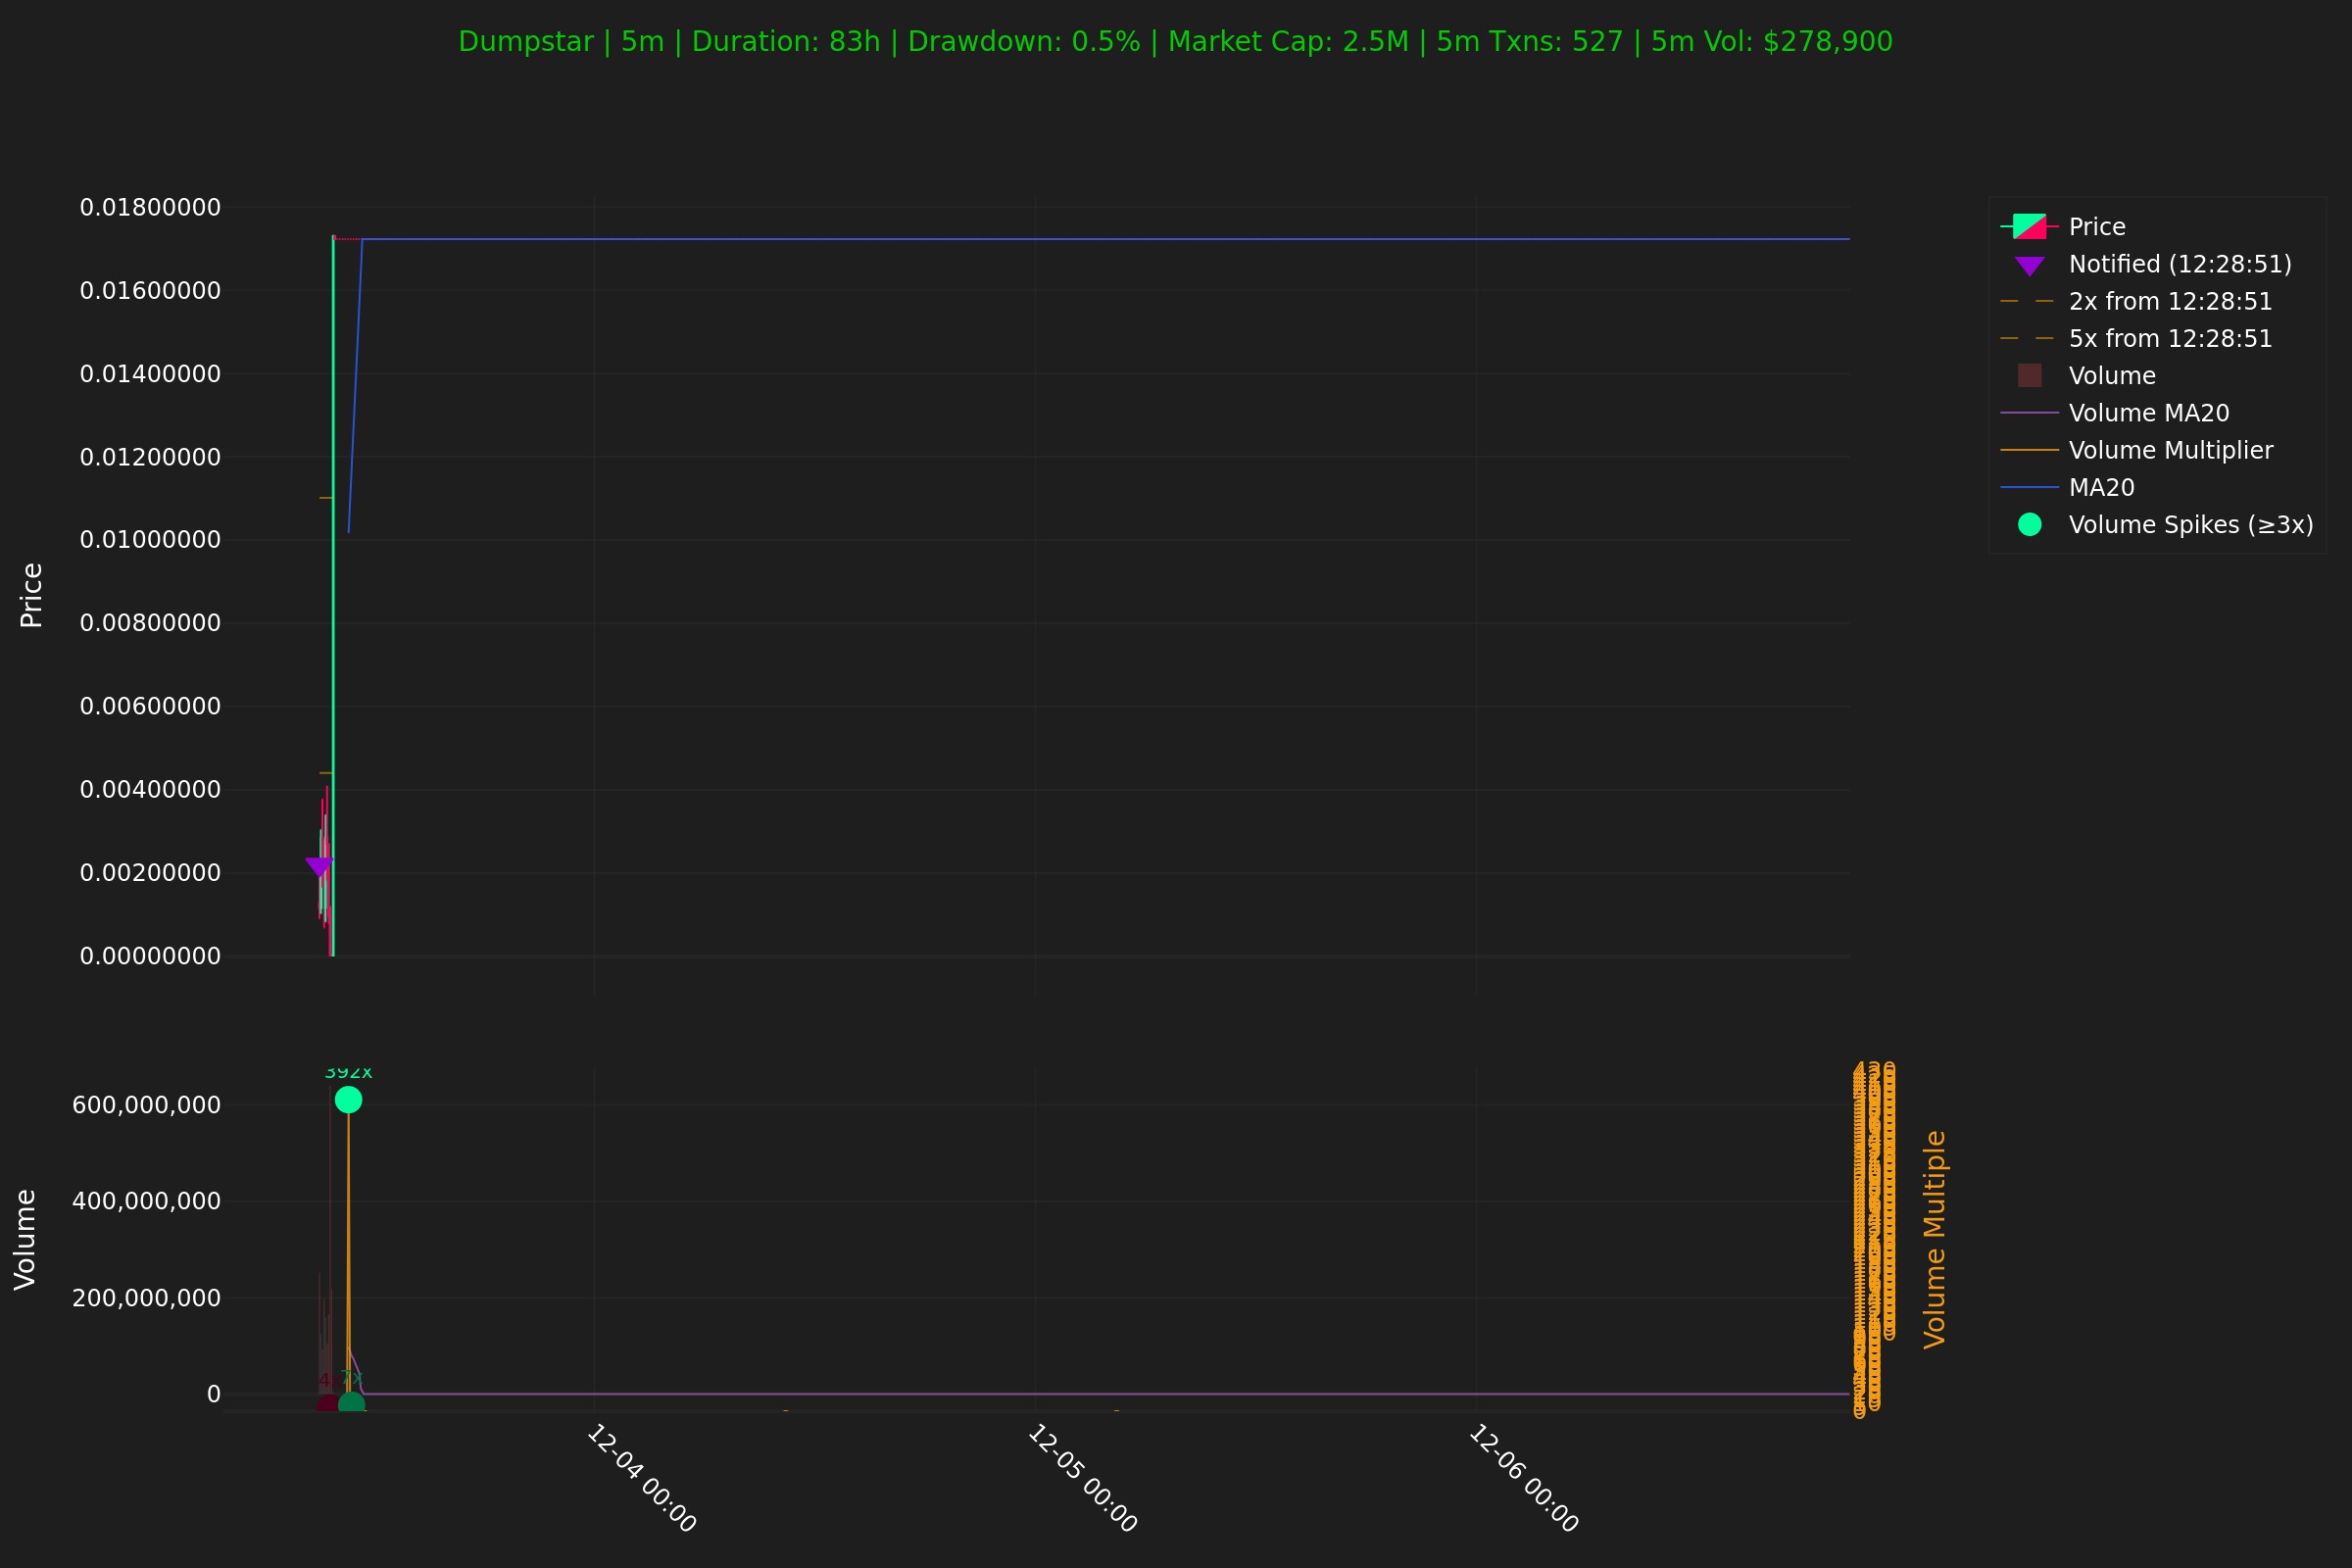 Dumpstar | 5m | Duration: 83h | Drawdown: 0.5% | Market Cap: 2.5M | 5m Txns: 527 | 5m Vol: $278,900
0.01800000
0.01600000
0.01400000
0.01200000
0.01000000
0.00800000
0.00600000
0.00400000
0.00200000
0.00000000
Price
Price
Notified (12:28:51)
2x from 12:28:51
5x from 12:28:51
Volume
Volume MA20
Volume Multiplier
MA20
Volume Spikes (≥3x)
392x
600,000,000
400,000,000
200,000,000
0
Volume
7x
Volume Multiple
12-04 00:00
12-05 00:00
12-06 00:00